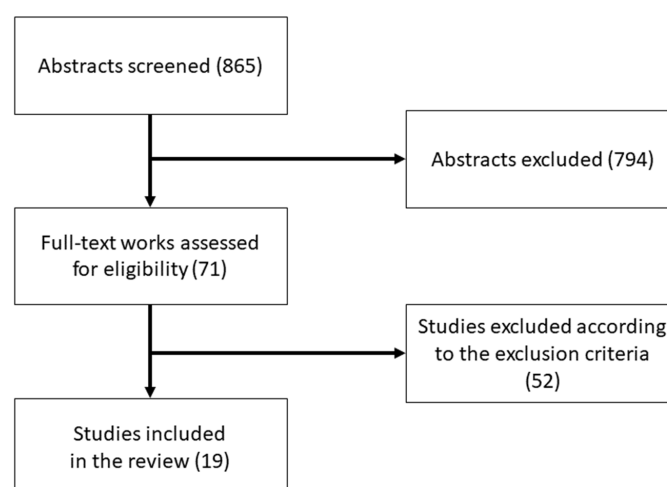 Abstracts screened (865)
Abstracts excluded (794)
Full-text works assessed
for eligibility (71)
Studies excluded according
to the exclusion criteria
(52)
Studies included
in the review (19)